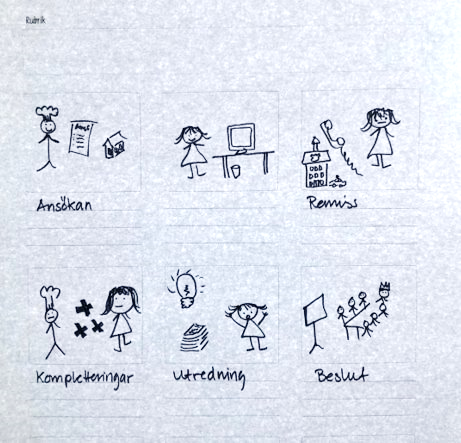 Rubrik
Ansökan
Remiss
Kompletteringar
Utredning
Beslut